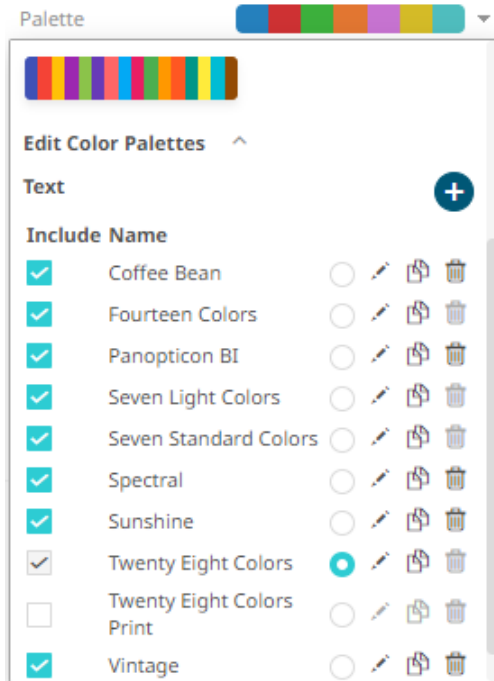 Palette
Edit Color Palettes
Text
Include Name
Coffee Bean
Fourteen Colors
Panopticon BI
Seven Light Colors
Seven Standard Colors
Spectral
Sunshine
Twenty Eight Colors
Twenty Eight Colors
Print
Vintage